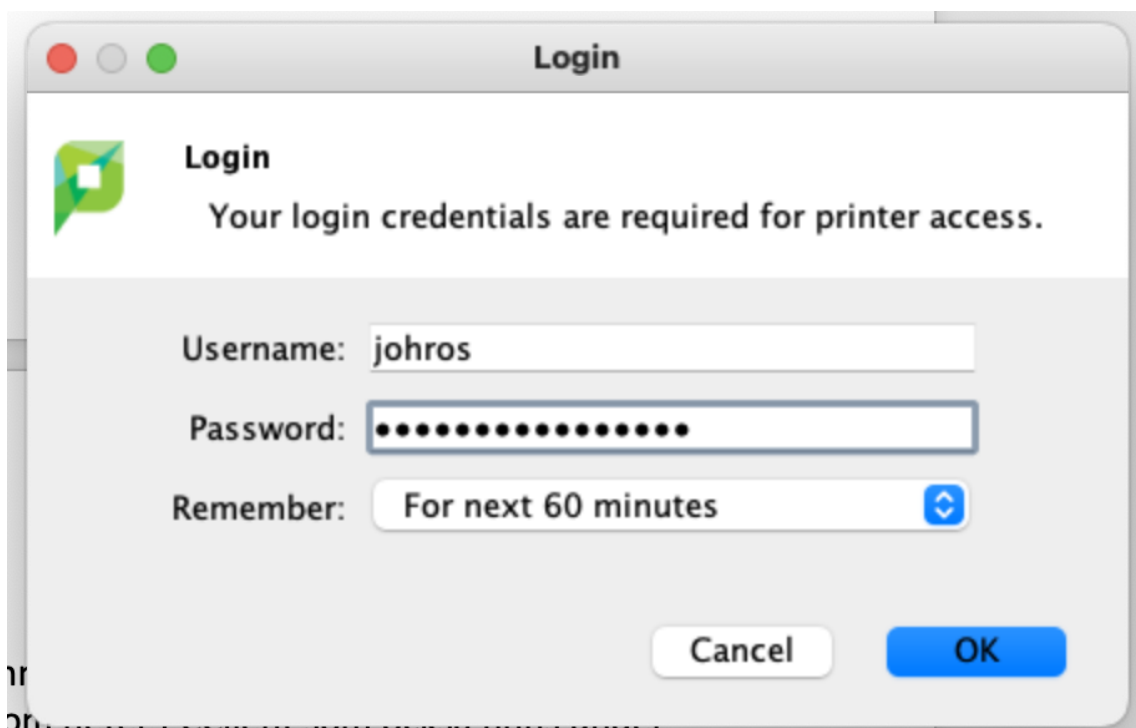 Login
Login
Your login credentials are required for printer access.
Username: johros
Password: ••••••••••••••••
Remember: For next 60 minutes
Cancel OK